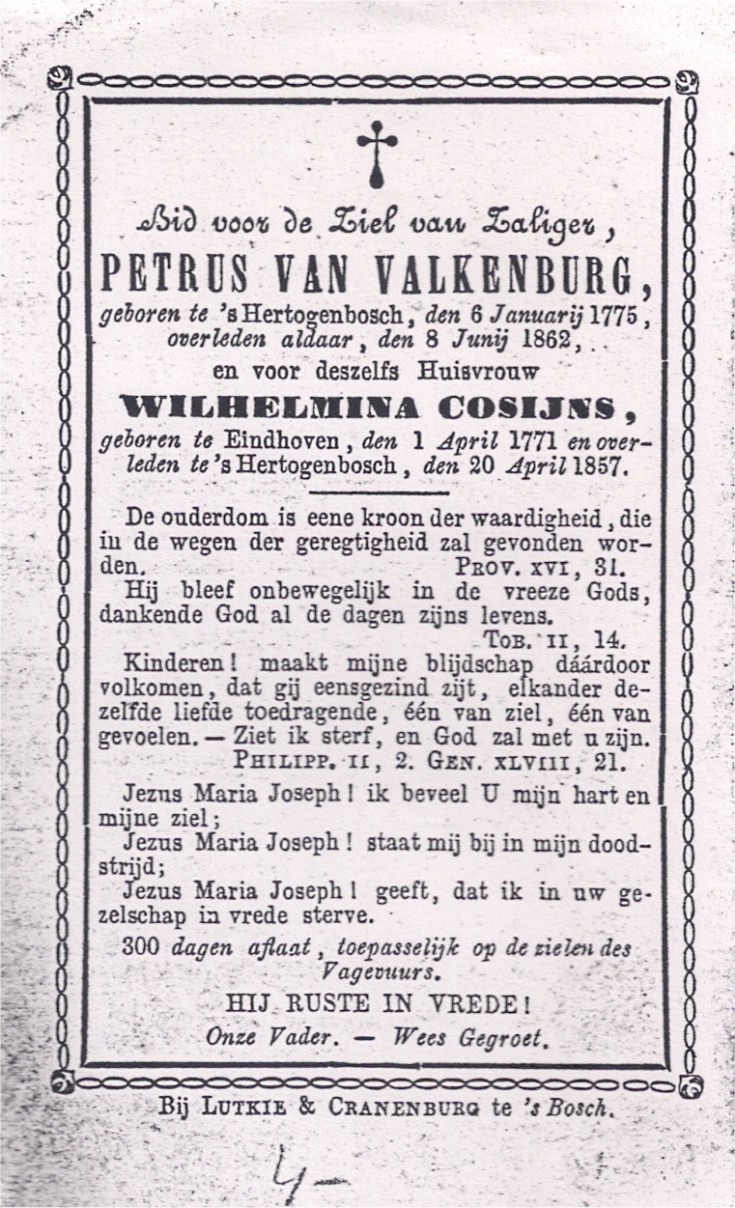 Bid voor de Ziel van Zaliger,
PETRUS VAN VALKENBURG,
geboren te 's Hertogenbosch, den 6 Januarij 1775,
overleden aldaar, den 8 Junij 1862,
en voor deszelfs Huisvrouw
WILHELMINA COSIJNS,
geboren te Eindhoven, den 1 April 1771 en over-
leden te 's Hertogenbosch, den 20 April 1857.
De ouderdom is eene kroon der waardigheid, die
in de wegen der geregtigheid zal gevonden wor-
den. PROV. XVI, 31.
Hij bleef onbewegelijk in de vreeze Gods,
dankende God al de dagen zijns levens.
TOB. II, 14.
Kinderen! maakt mijne blijdschap dáárdoor
volkomen, dat gij eensgezind zijt, elkander de-
zelfde liefde toedragende, één van ziel, één van
gevoelen. — Ziet ik sterf, en God zal met u zijn.
PHILIPP. II, 2. GEN. XLVIII, 21.
Jezus Maria Joseph! ik beveel U mijn hart en
mijne ziel;
Jezus Maria Joseph! staat mij bij in mijn dood-
strijd;
Jezus Maria Joseph! geeft, dat ik in uw ge-
zelschap in vrede sterve.
300 dagen aflaat, toepasselijk op de zielen des
Vagevuurs.
HIJ RUSTE IN VREDE!
Onze Vader. — Wees Gegroet.
Bij LUTKIE & CRANENBURG te 's Bosch.
4-